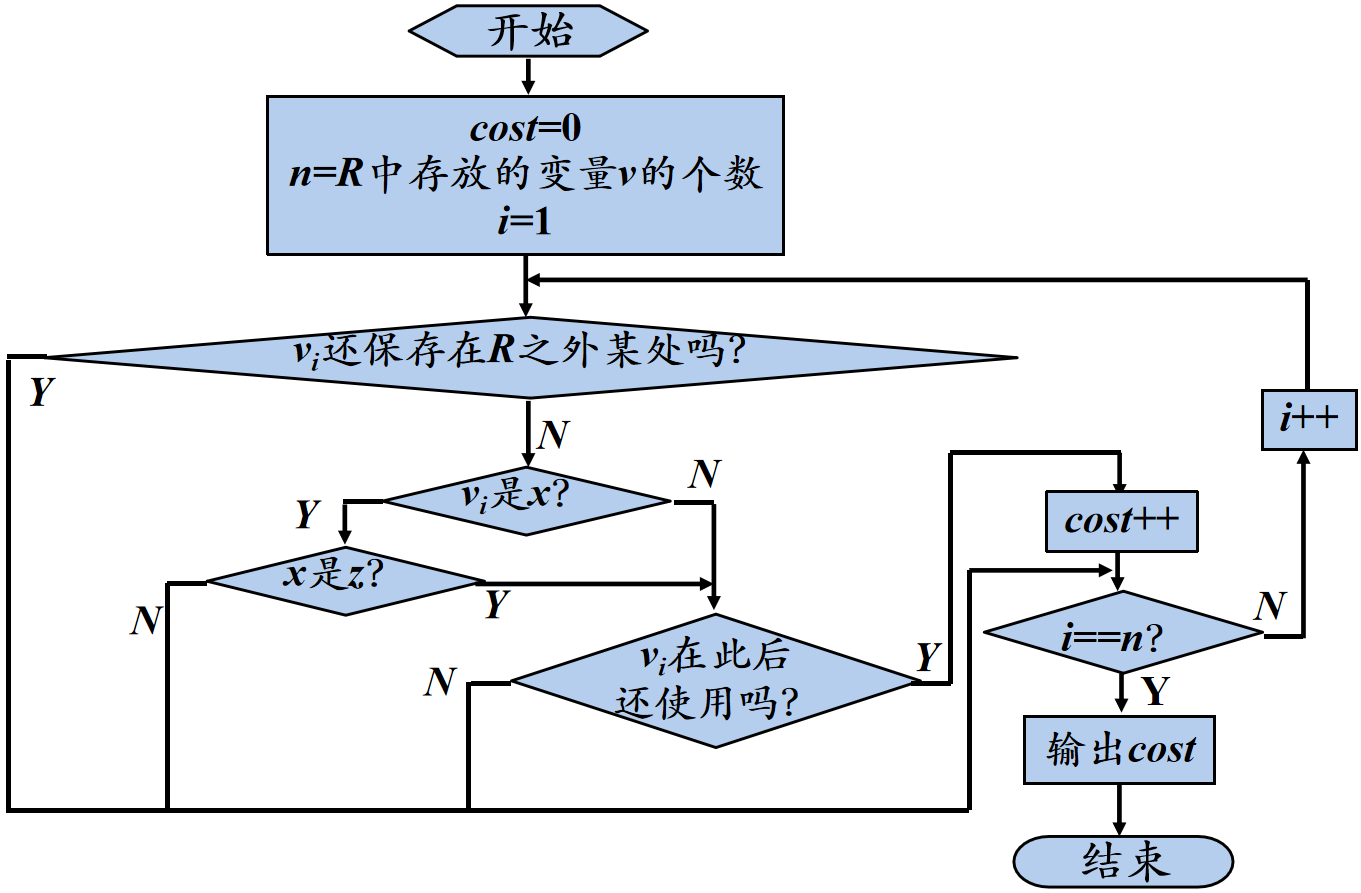 开始
cost=0
n=R中存放的变量v的个数
i=1
vi还保存在R之外某处吗?
Y
N
i++
vi是x?
N
Y
cost++
x是z?
Y
N
vi在此后
还使用吗?
Y
N
i==n?
N
Y
输出cost
结束